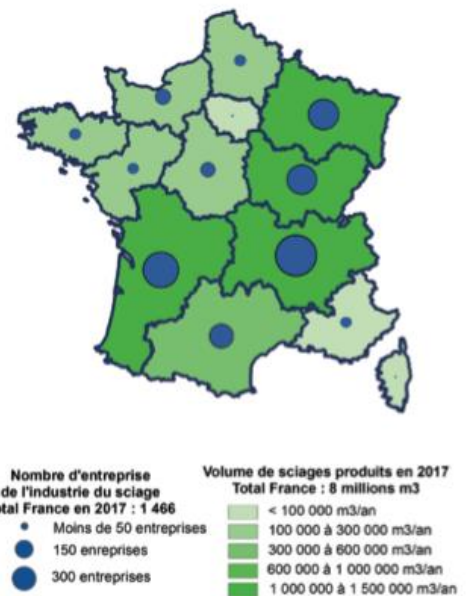 Nombre d'entreprise
de l'industrie du sciage
otal France en 2017 : 1 466
Moins de 50 entreprises
150 enreprises
300 entreprises
Volume de sciages produits en 2017
Total France : 8 millions m3
< 100 000 m3/an
100 000 à 300 000 m3/an
300 000 à 600 000 m3/an
600 000 à 1 000 000 m3/an
1 000 000 à 1 500 000 m3/an